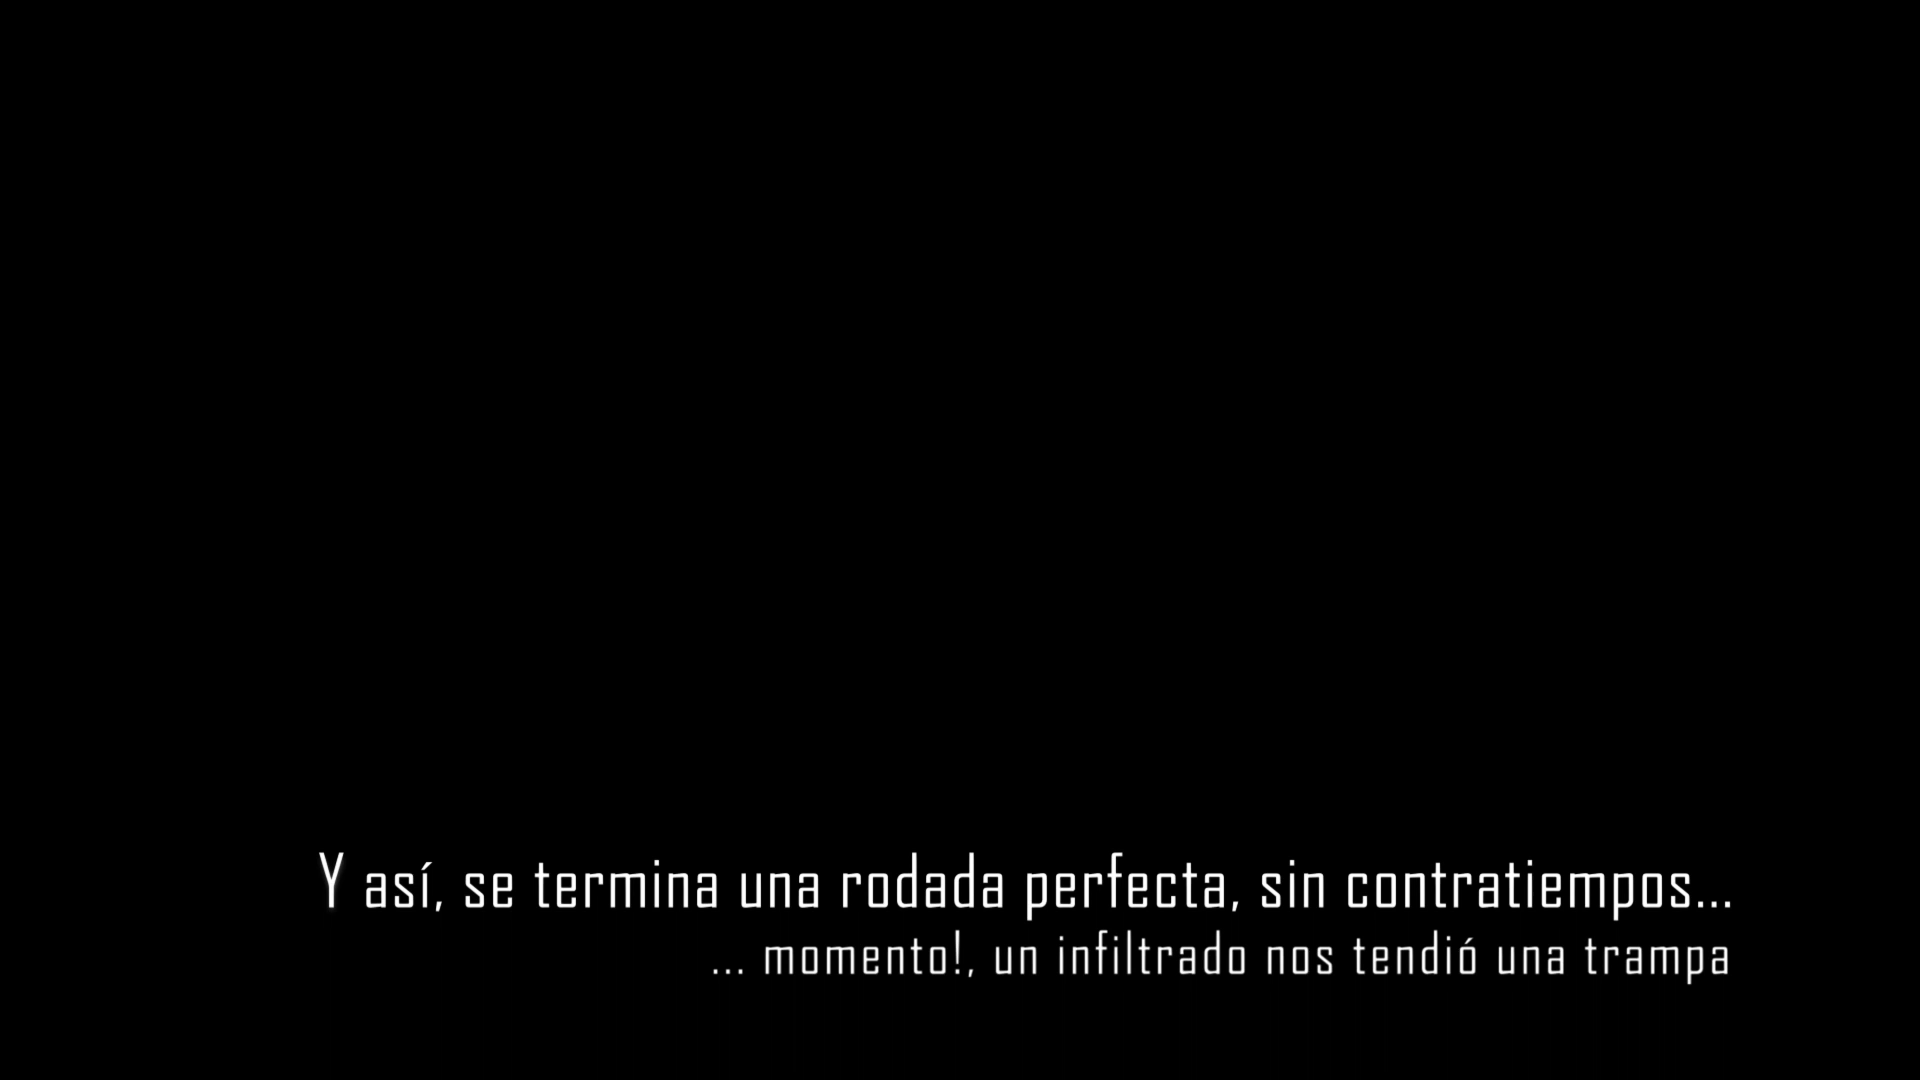 Y así, se termina una rodada perfecta, sin contratiempos...
... momento!, un infiltrado nos tendió una trampa